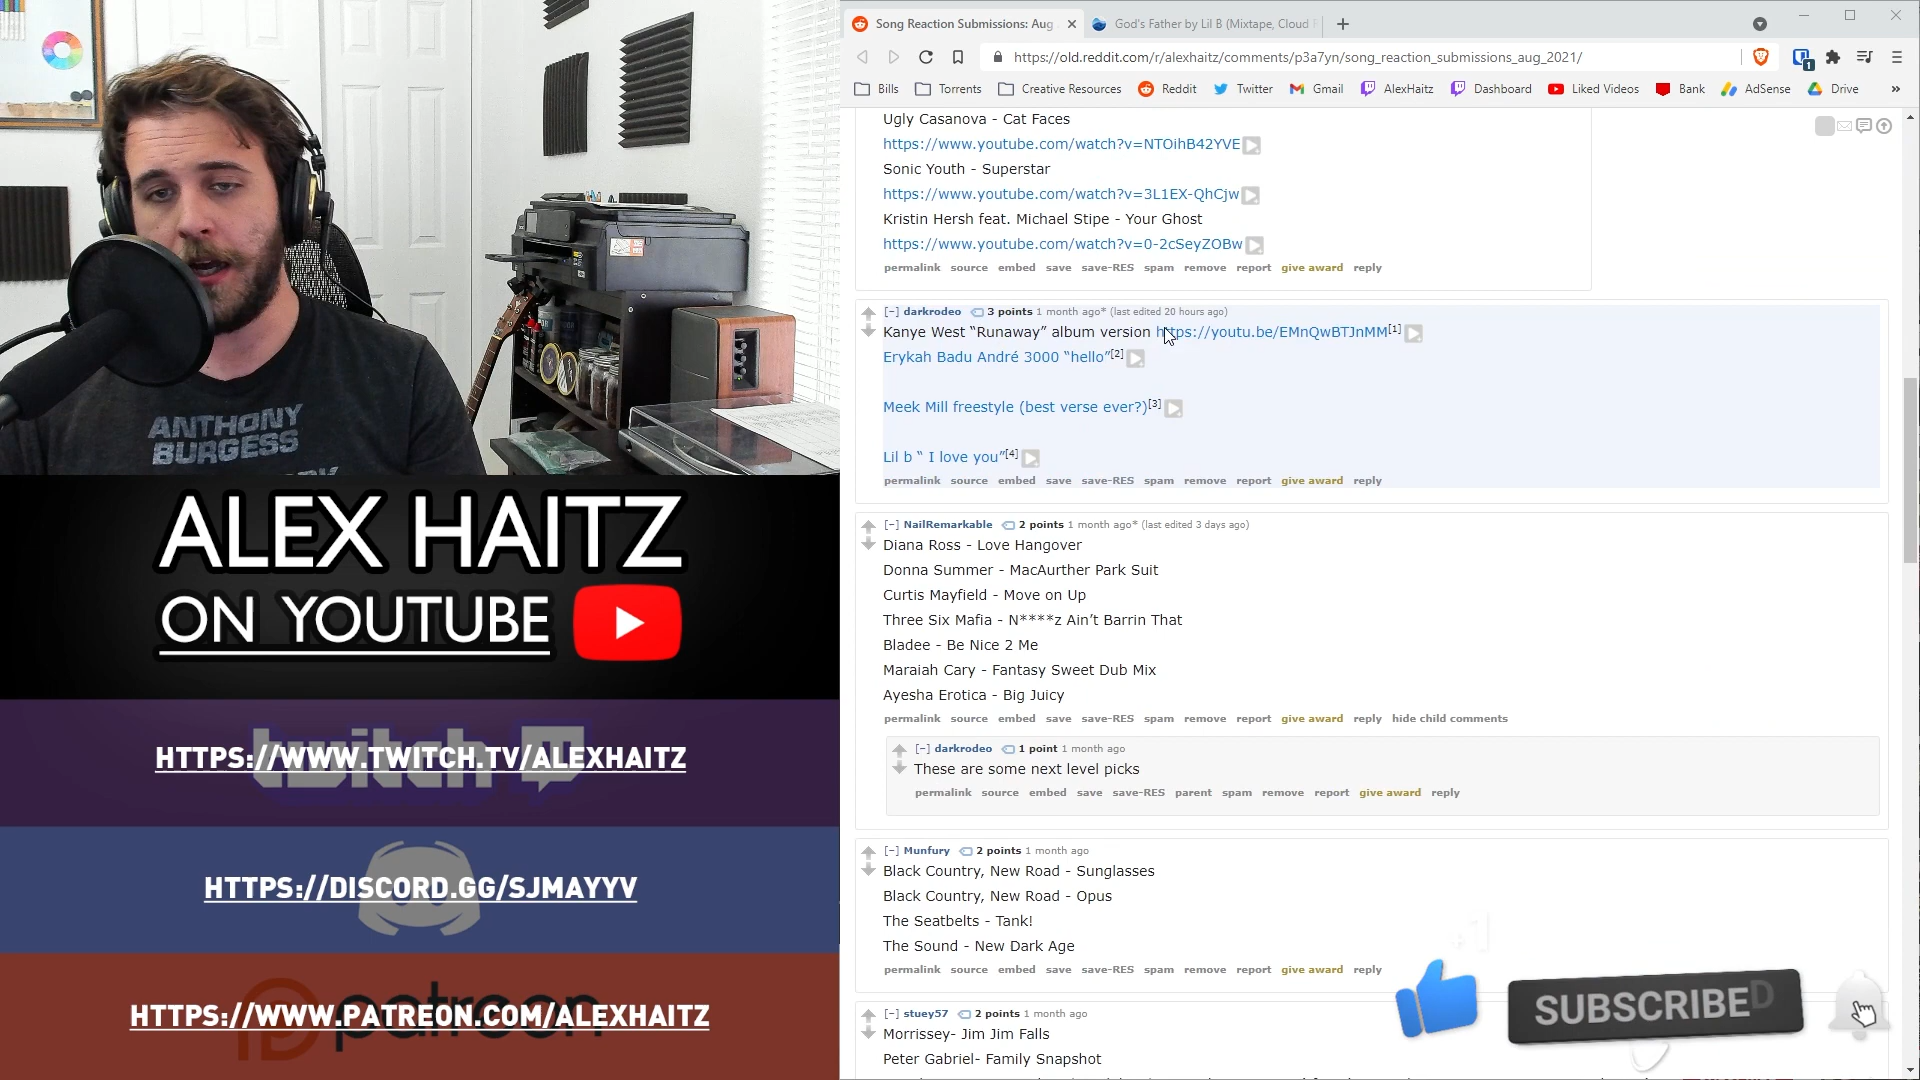 Song Reaction Submissions: Aug
God's Father by Lil B (Mixtape, Cloud
https://old.reddit.com/r/alexhaitz/comments/p3a7yn/song_reaction_submissions_aug_2021/
1
Bills
Torrents
Creative Resources
Reddit
Twitter
Gmail
AlexHaitz
Dashboard
Liked Videos
Bank
AdSense
Drive
»
Ugly Casanova - Cat Faces
https://www.youtube.com/watch?v=NTOihB42YVE
Sonic Youth - Superstar
https://www.youtube.com/watch?v=3L1EX-QhCjw
Kristin Hersh feat. Michael Stipe - Your Ghost
https://www.youtube.com/watch?v=0-2cSeyZOBw
permalink source embed save save-RES spam remove report give award reply
[–] darkrodeo 3 points 1 month ago* (last edited 20 hours ago)
Kanye West “Runaway” album version https://youtu.be/EMnQwBTJnMM[1]
Erykah Badu André 3000 “hello”[2]
Meek Mill freestyle (best verse ever?)[3]
Lil b “ I love you”[4]
permalink source embed save save-RES spam remove report give award reply
[–] NailRemarkable 2 points 1 month ago* (last edited 3 days ago)
Diana Ross - Love Hangover
Donna Summer - MacAurther Park Suit
Curtis Mayfield - Move on Up
Three Six Mafia - N****z Ain’t Barrin That
Bladee - Be Nice 2 Me
Maraiah Cary - Fantasy Sweet Dub Mix
Ayesha Erotica - Big Juicy
permalink source embed save save-RES spam remove report give award reply hide child comments
[–] darkrodeo 1 point 1 month ago
These are some next level picks
permalink source embed save save-RES parent spam remove report give award reply
[–] Munfury 2 points 1 month ago
Black Country, New Road - Sunglasses
Black Country, New Road - Opus
The Seatbelts - Tank!
The Sound - New Dark Age
permalink source embed save save-RES spam remove report give award reply
[–] stuey57 2 points 1 month ago
Morrissey- Jim Jim Falls
Peter Gabriel- Family Snapshot
+1
SUBSCRIBED
ANTHONY
BURGESS
ALEX HAITZ
ON YOUTUBE
twitch
HTTPS://WWW.TWITCH.TV/ALEXHAITZ
HTTPS://DISCORD.GG/SJMAYYV
patreon
HTTPS://WWW.PATREON.COM/ALEXHAITZ